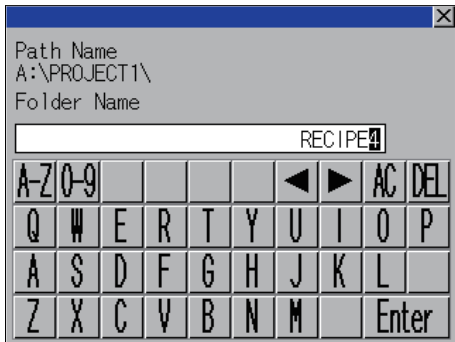 Path Name
A:\PROJECT1\
Folder Name
RECIPE4
A-Z 0-9 ◀ ▶ AC DEL
Q W E R T Y U I O P
A S D F G H J K L
Z X C V B N M Enter